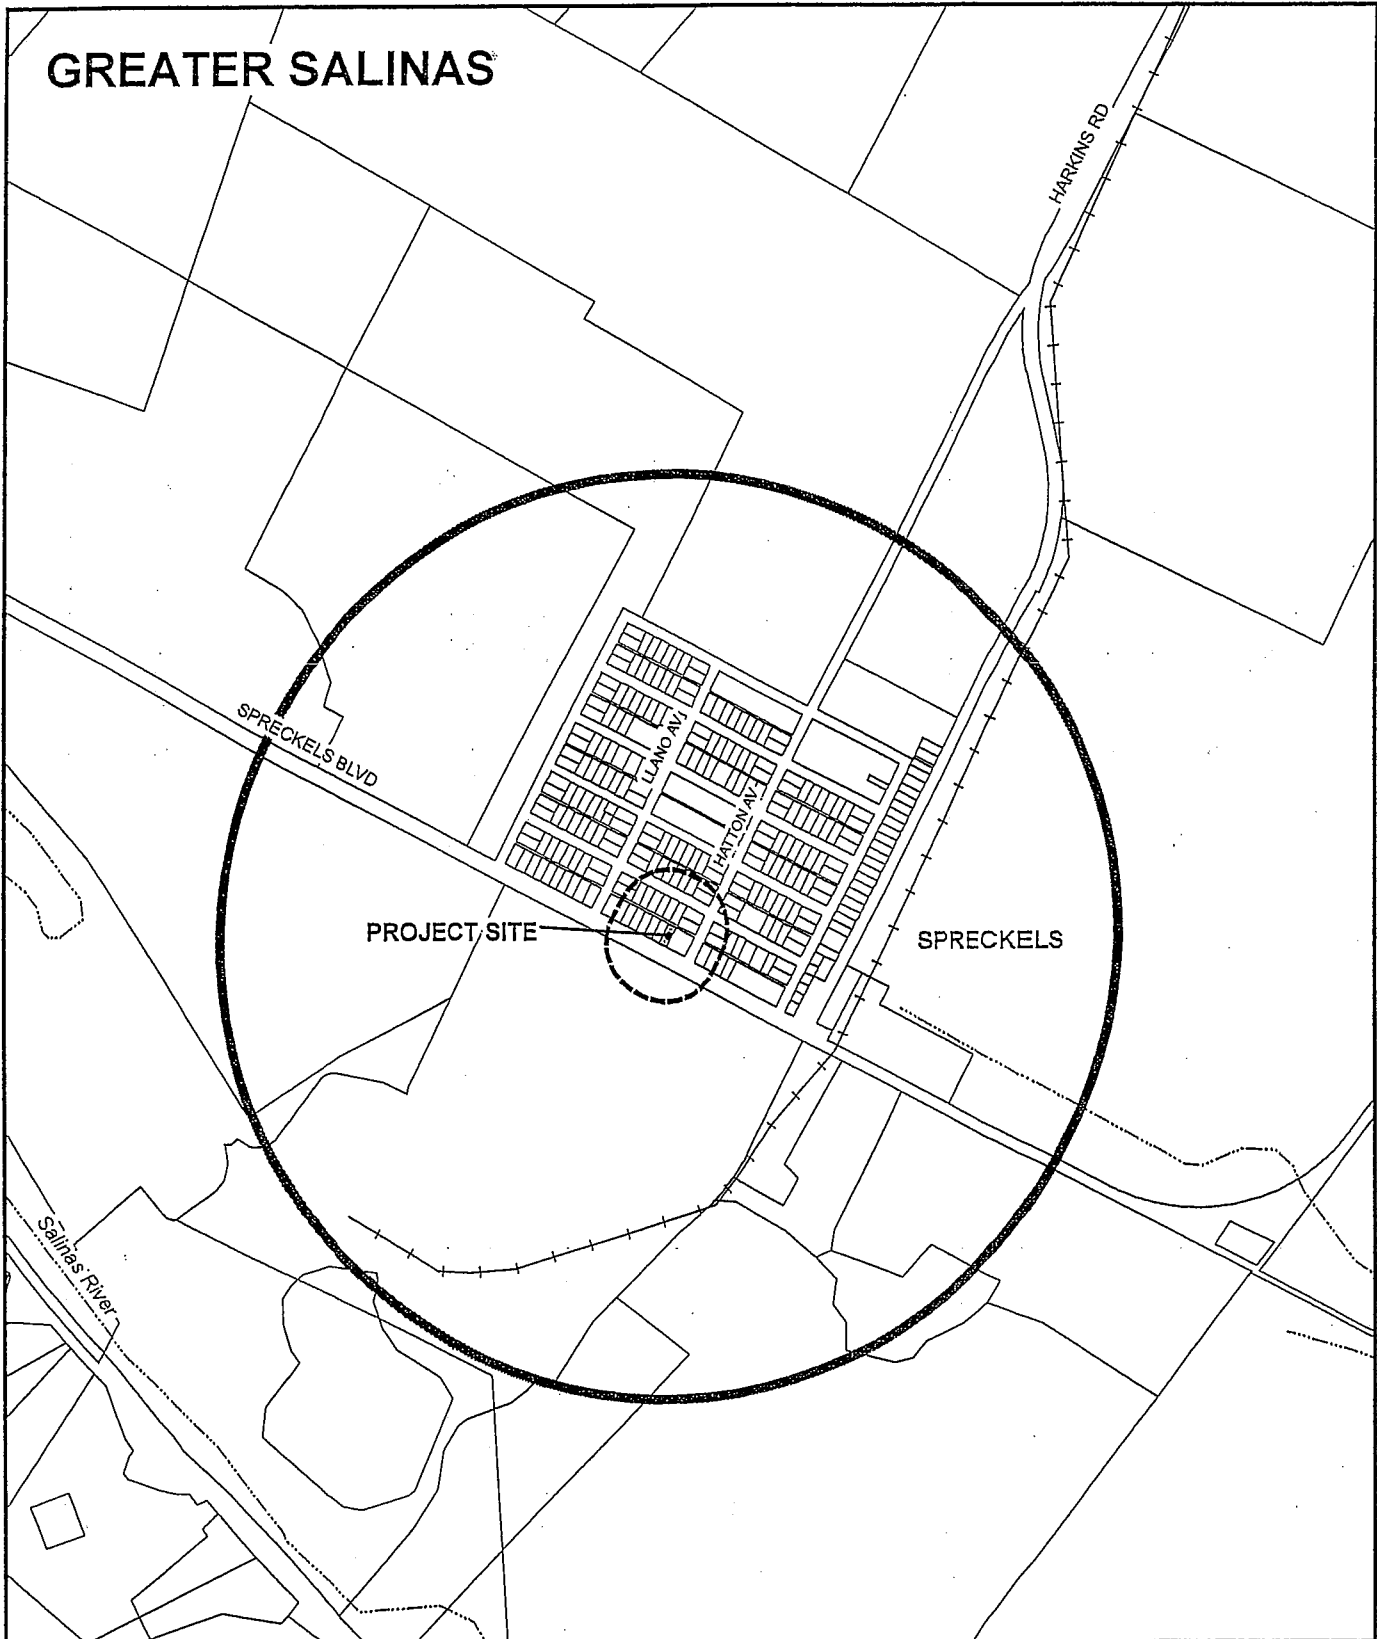 GREATER SALINAS
HARKINS RD
SPRECKELS BLVD
LLANO AV
HATTON AV
PROJECT SITE
SPRECKELS
Salinas River